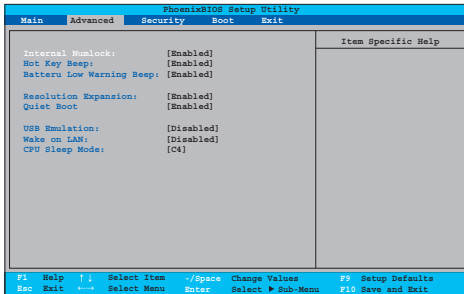 PhoenixBIOS Setup Utility
Main Advanced Security Boot Exit
Item Specific Help
Internal Numlock: [Enabled]
Hot Key Beep: [Enabled]
Batteru Low Warning Beep: [Enabled]
Resolution Expansion: [Enabled]
Quiet Boot [Enabled]
USB Emulation: [Disabled]
Wake on LAN: [Disabled]
CPU Sleep Mode: [C4]
F1 Help ↑↓ Select Item -/Space Change Values F9 Setup Defaults
Esc Exit ←→ Select Menu Enter Select ▶ Sub-Menu F10 Save and Exit